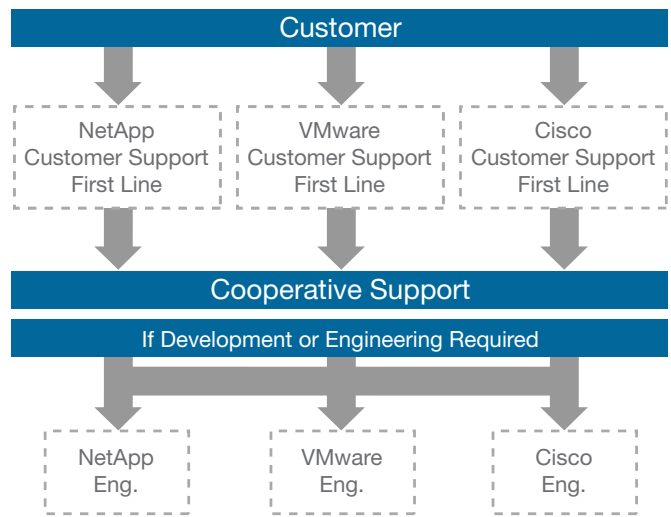 Customer
NetApp
Customer Support
First Line
VMware
Customer Support
First Line
Cisco
Customer Support
First Line
Cooperative Support
If Development or Engineering Required
NetApp
Eng.
VMware
Eng.
Cisco
Eng.